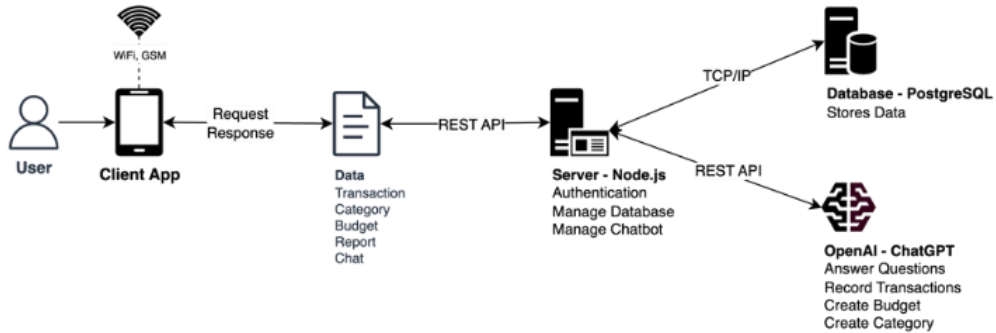 WiFi, GSM
User
Client App
Request
Response
Data
Transaction
Category
Budget
Report
Chat
REST API
Server - Node.js
Authentication
Manage Database
Manage Chatbot
TCP/IP
Database - PostgreSQL
Stores Data
REST API
OpenAI - ChatGPT
Answer Questions
Record Transactions
Create Budget
Create Category